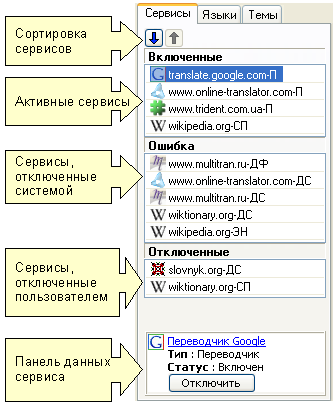 Сервисы Языки Темы
Сортировка
сервисов
Включенные
translate.google.com-П
www.online-translator.com-П
www.trident.com.ua-П
wikipedia.org-СП
Активные сервисы
Ошибка
www.multitran.ru-ДФ
www.online-translator.com-ДС
www.multitran.ru-ДС
wiktionary.org-ДС
wikipedia.org-ЭН
Сервисы,
отключенные
системой
Отключенные
slovnyk.org-ДС
wiktionary.org-СП
Сервисы,
отключенные
пользователем
Переводчик Google
Тип : Переводчик
Статус : Включен
Отключить
Панель данных
сервиса